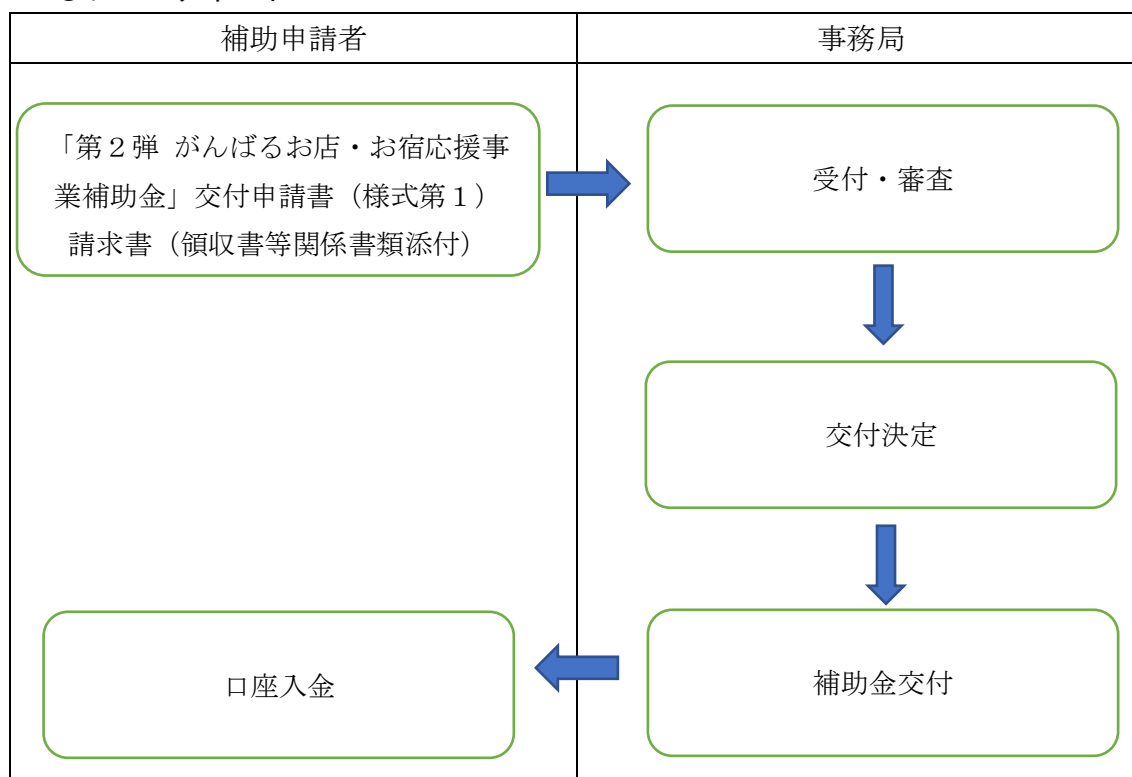 補助申請者
事務局
「第２弾 がんばるお店・お宿応援事
業補助金」交付申請書（様式第１）
請求書（領収書等関係書類添付）
受付・審査
交付決定
補助金交付
口座入金